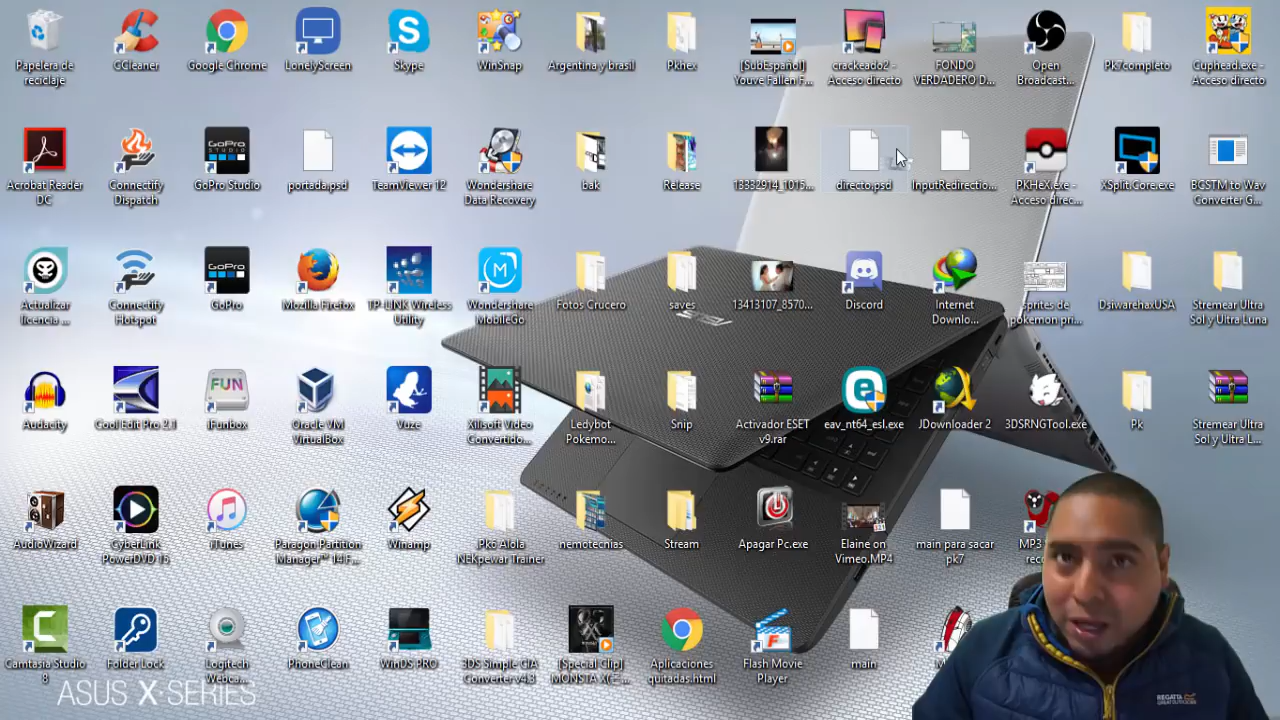 Papelera de
reciclaje
CCleaner
Google Chrome
LonelyScreen
Skype
WinSnap
Argentina y brasil
Pkhex
[SubEspañol]
Youve Fallen F...
crackeado2 -
Acceso directo
FONDO
VERDADERO D...
Open
Broadcast...
Pk7completo
Cuphead.exe -
Acceso directo
Acrobat Reader
DC
Connectify
Dispatch
GoPro
STUDIO
GoPro Studio
portada.psd
TeamViewer 12
Wondershare
Data Recovery
bak
Release
13332914_1015...
directo.psd
InputRedirectio...
PKHeX.exe -
Acceso direc...
XSplit.Core.exe
BCSTM to Wav
Converter G...
Actualizar
licencia ...
Connectify
Hotspot
GoPro
GoPro
Mozilla Firefox
TP-LINK Wireless
Utility
Wondershare
MobileGo
Fotos Crucero
saves
13413107_8570...
Discord
Internet
Downlo...
sprites de
pokemon pri...
DsiwarehaxUSA
Stremear Ultra
Sol y Ultra Luna
Audacity
Cool Edit Pro 2.1
FUN
iFunbox
Oracle VM
VirtualBox
Vuze
Xilisoft Video
Convertido...
Ledybot
Pokemo...
Snip
Activador ESET
v9.rar
eav_nt64_esl.exe
JDownloader 2
3DSRNGTool.exe
Pk
Stremear Ultra
Sol y Ultra L...
AudioWizard
CyberLink
PowerDVD 15
iTunes
Paragon Partition
Manager™ 14 F...
Winamp
Pk6 Alola
NEKpewar Trainer
nemotecnias
Stream
Apagar Pc.exe
Elaine on
Vimeo.MP4
main para sacar
pk7
MP3
reco
Camtasia Studio
8
Folder Lock
Logitech
Webca...
PhoneClean
WinDS PRO
3DS Simple CIA
Converter v4.3
[Special Clip]
MONSTA X(몬...
Aplicaciones
quitadas.html
Flash Movie
Player
main
ASUS X-SERIES
REGATTA